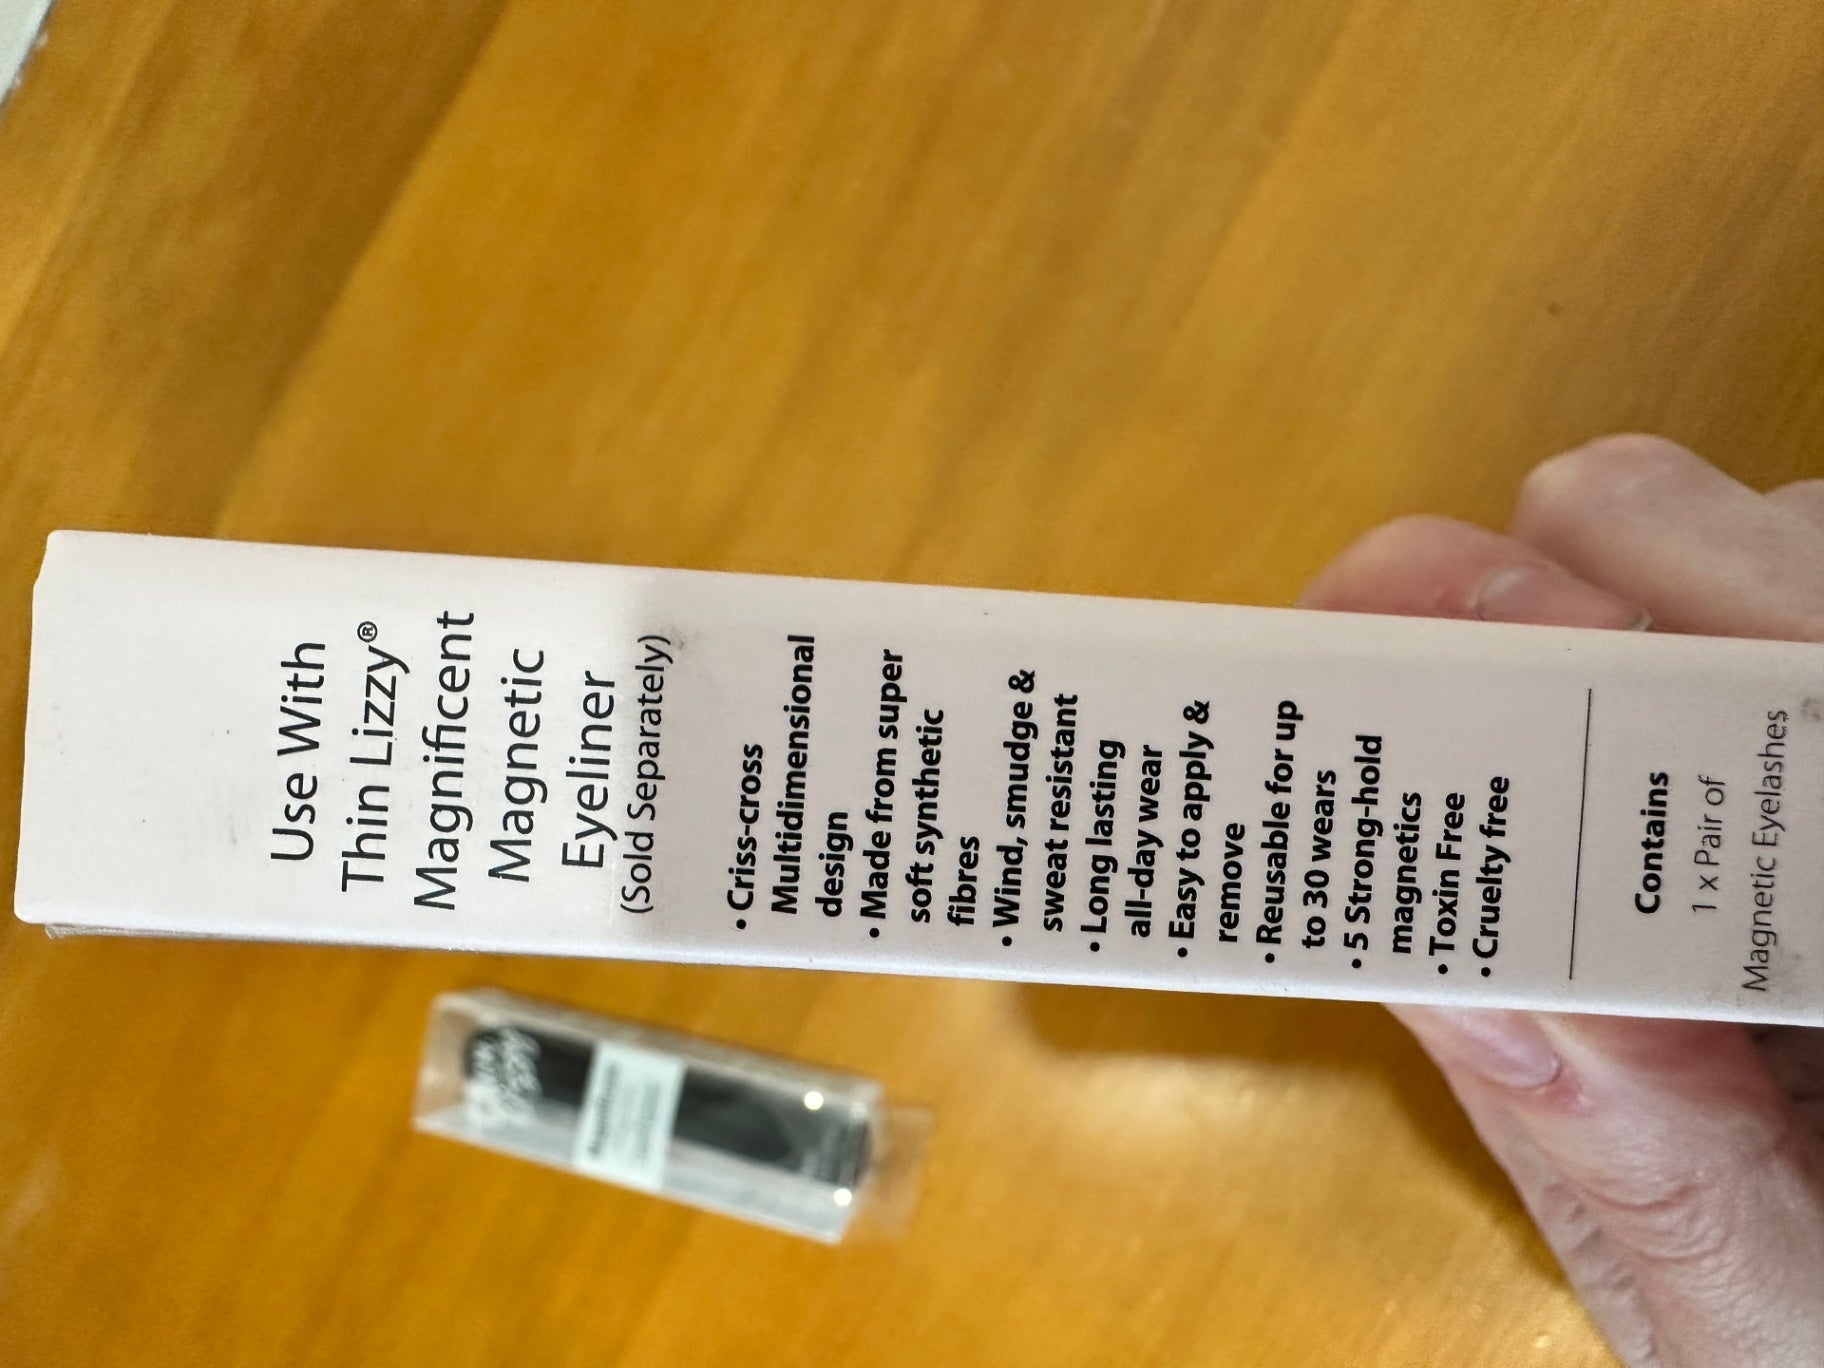 Use With
Thin Lizzy®
Magnificent
Magnetic
Eyeliner
(Sold Separately)
• Criss-cross
Multidimensional
design
• Made from super
soft synthetic
fibres
• Wind, smudge &
sweat resistant
• Long lasting
all-day wear
• Easy to apply &
remove
• Reusable for up
to 30 wears
• 5 Strong-hold
magnetics
• Toxin Free
• Cruelty free
Contains
1 x Pair of
Magnetic Eyelashes
thin
lizzy